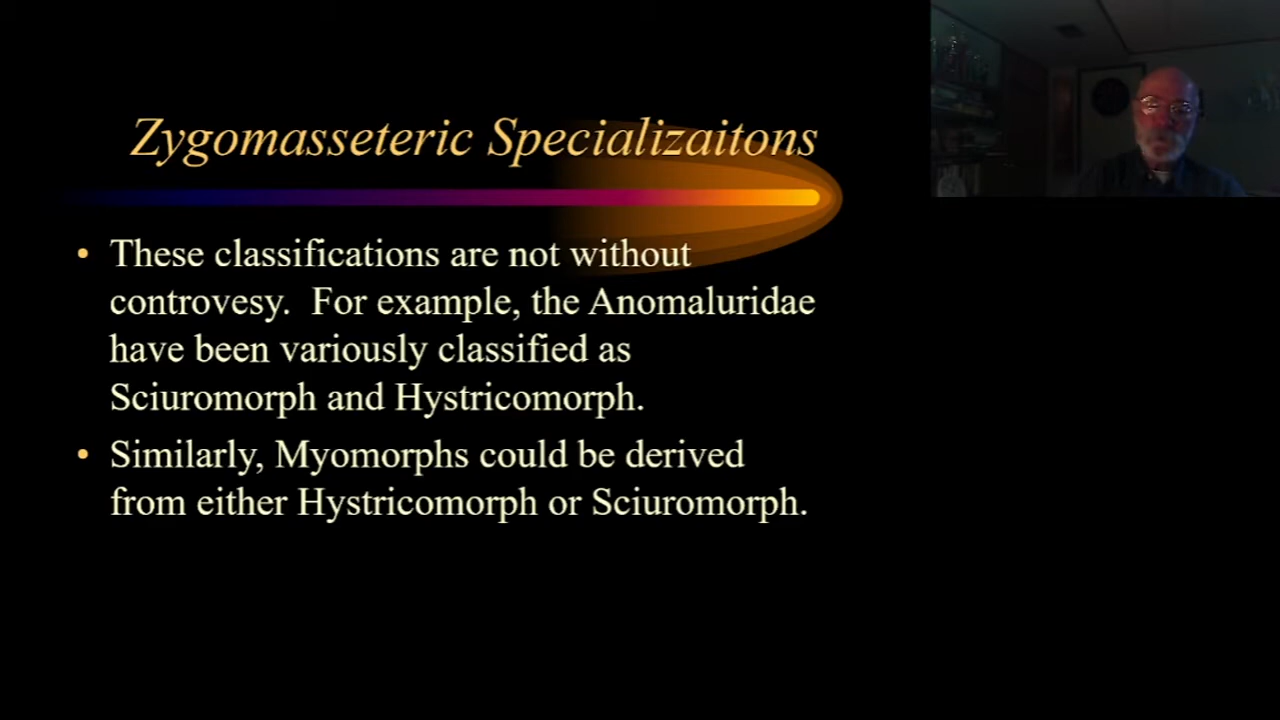 Zygomasseteric Specializaitons
• These classifications are not without
controvesy.  For example, the Anomaluridae
have been variously classified as
Sciuromorph and Hystricomorph.
• Similarly, Myomorphs could be derived
from either Hystricomorph or Sciuromorph.